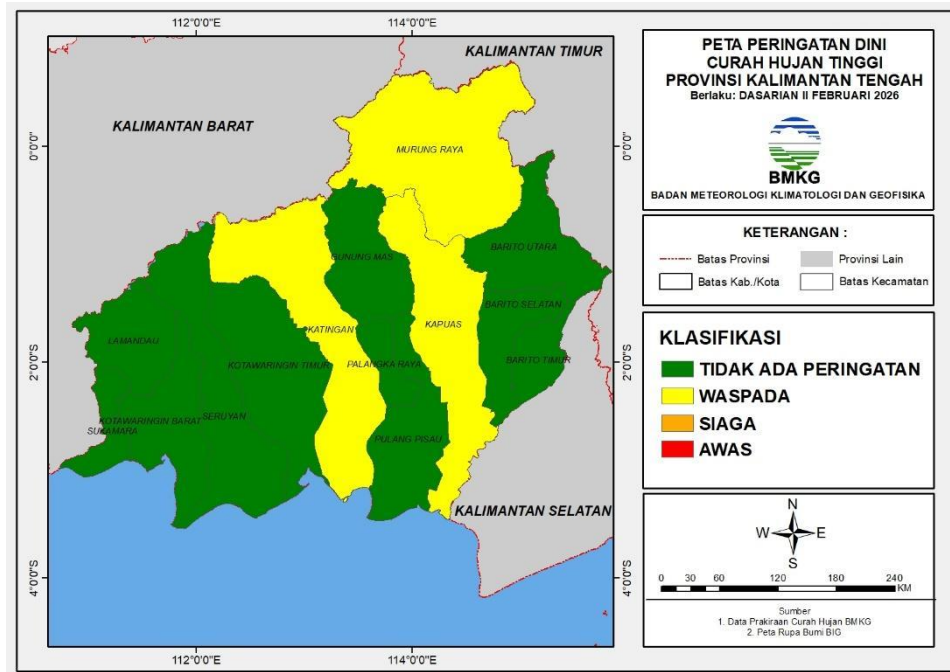 112°0'0"E
114°0'0"E
KALIMANTAN TIMUR
KALIMANTAN BARAT
0°0'0"
0°0'0"
MURUNG RAYA
GUNUNG MAS
BARITO UTARA
BARITO SELATAN
KAPUAS
KATINGAN
LAMANDAU
2°0'0"S
2°0'0"S
KOTAWARINGIN TIMUR
PALANGKA RAYA
BARITO TIMUR
KOTAWARINGIN BARAT
SERUYAN
SUKAMARA
PULANG PISAU
KALIMANTAN SELATAN
4°0'0"S
4°0'0"S
112°0'0"E
114°0'0"E
PETA PERINGATAN DINI
CURAH HUJAN TINGGI
PROVINSI KALIMANTAN TENGAH
Berlaku: DASARIAN II FEBRUARI 2026
BMKG
BADAN METEOROLOGI KLIMATOLOGI DAN GEOFISIKA
KETERANGAN :
Batas Provinsi
Provinsi Lain
Batas Kab./Kota
Batas Kecamatan
KLASIFIKASI
TIDAK ADA PERINGATAN
WASPADA
SIAGA
AWAS
N
W E
S
0 15 30 60 120 180 240
KM
Sumber
1. Data Prakiraan Curah Hujan BMKG
2. Peta Rupa Bumi BIG